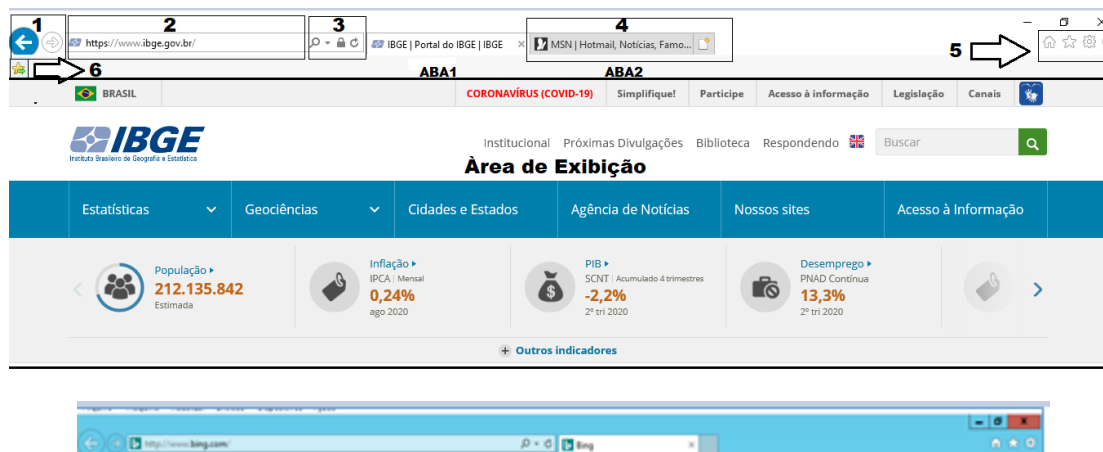 1 2 3 4
https://www.ibge.gov.br/ IBGE | Portal do IBGE | IBGE MSN | Hotmail, Notícias, Famo... 5
6 ABA1 ABA2
BRASIL CORONAVÍRUS (COVID-19) Simplifique! Participe Acesso à informação Legislação Canais
IBGE Institucional Próximas Divulgações Biblioteca Respondendo Buscar
Instituto Brasileiro de Geografia e Estatística
Àrea de Exibição
Estatísticas Geociências Cidades e Estados Agência de Notícias Nossos sites Acesso à Informação
População Inflação PIB Desemprego
IPCA | Mensal SCNT | Acumulado 4 trimestres PNAD Contínua
212.135.842 0,24% -2,2% 13,3%
Estimada ago 2020 2º tri 2020 2º tri 2020
Outros indicadores
http://www.bing.com/ Bing